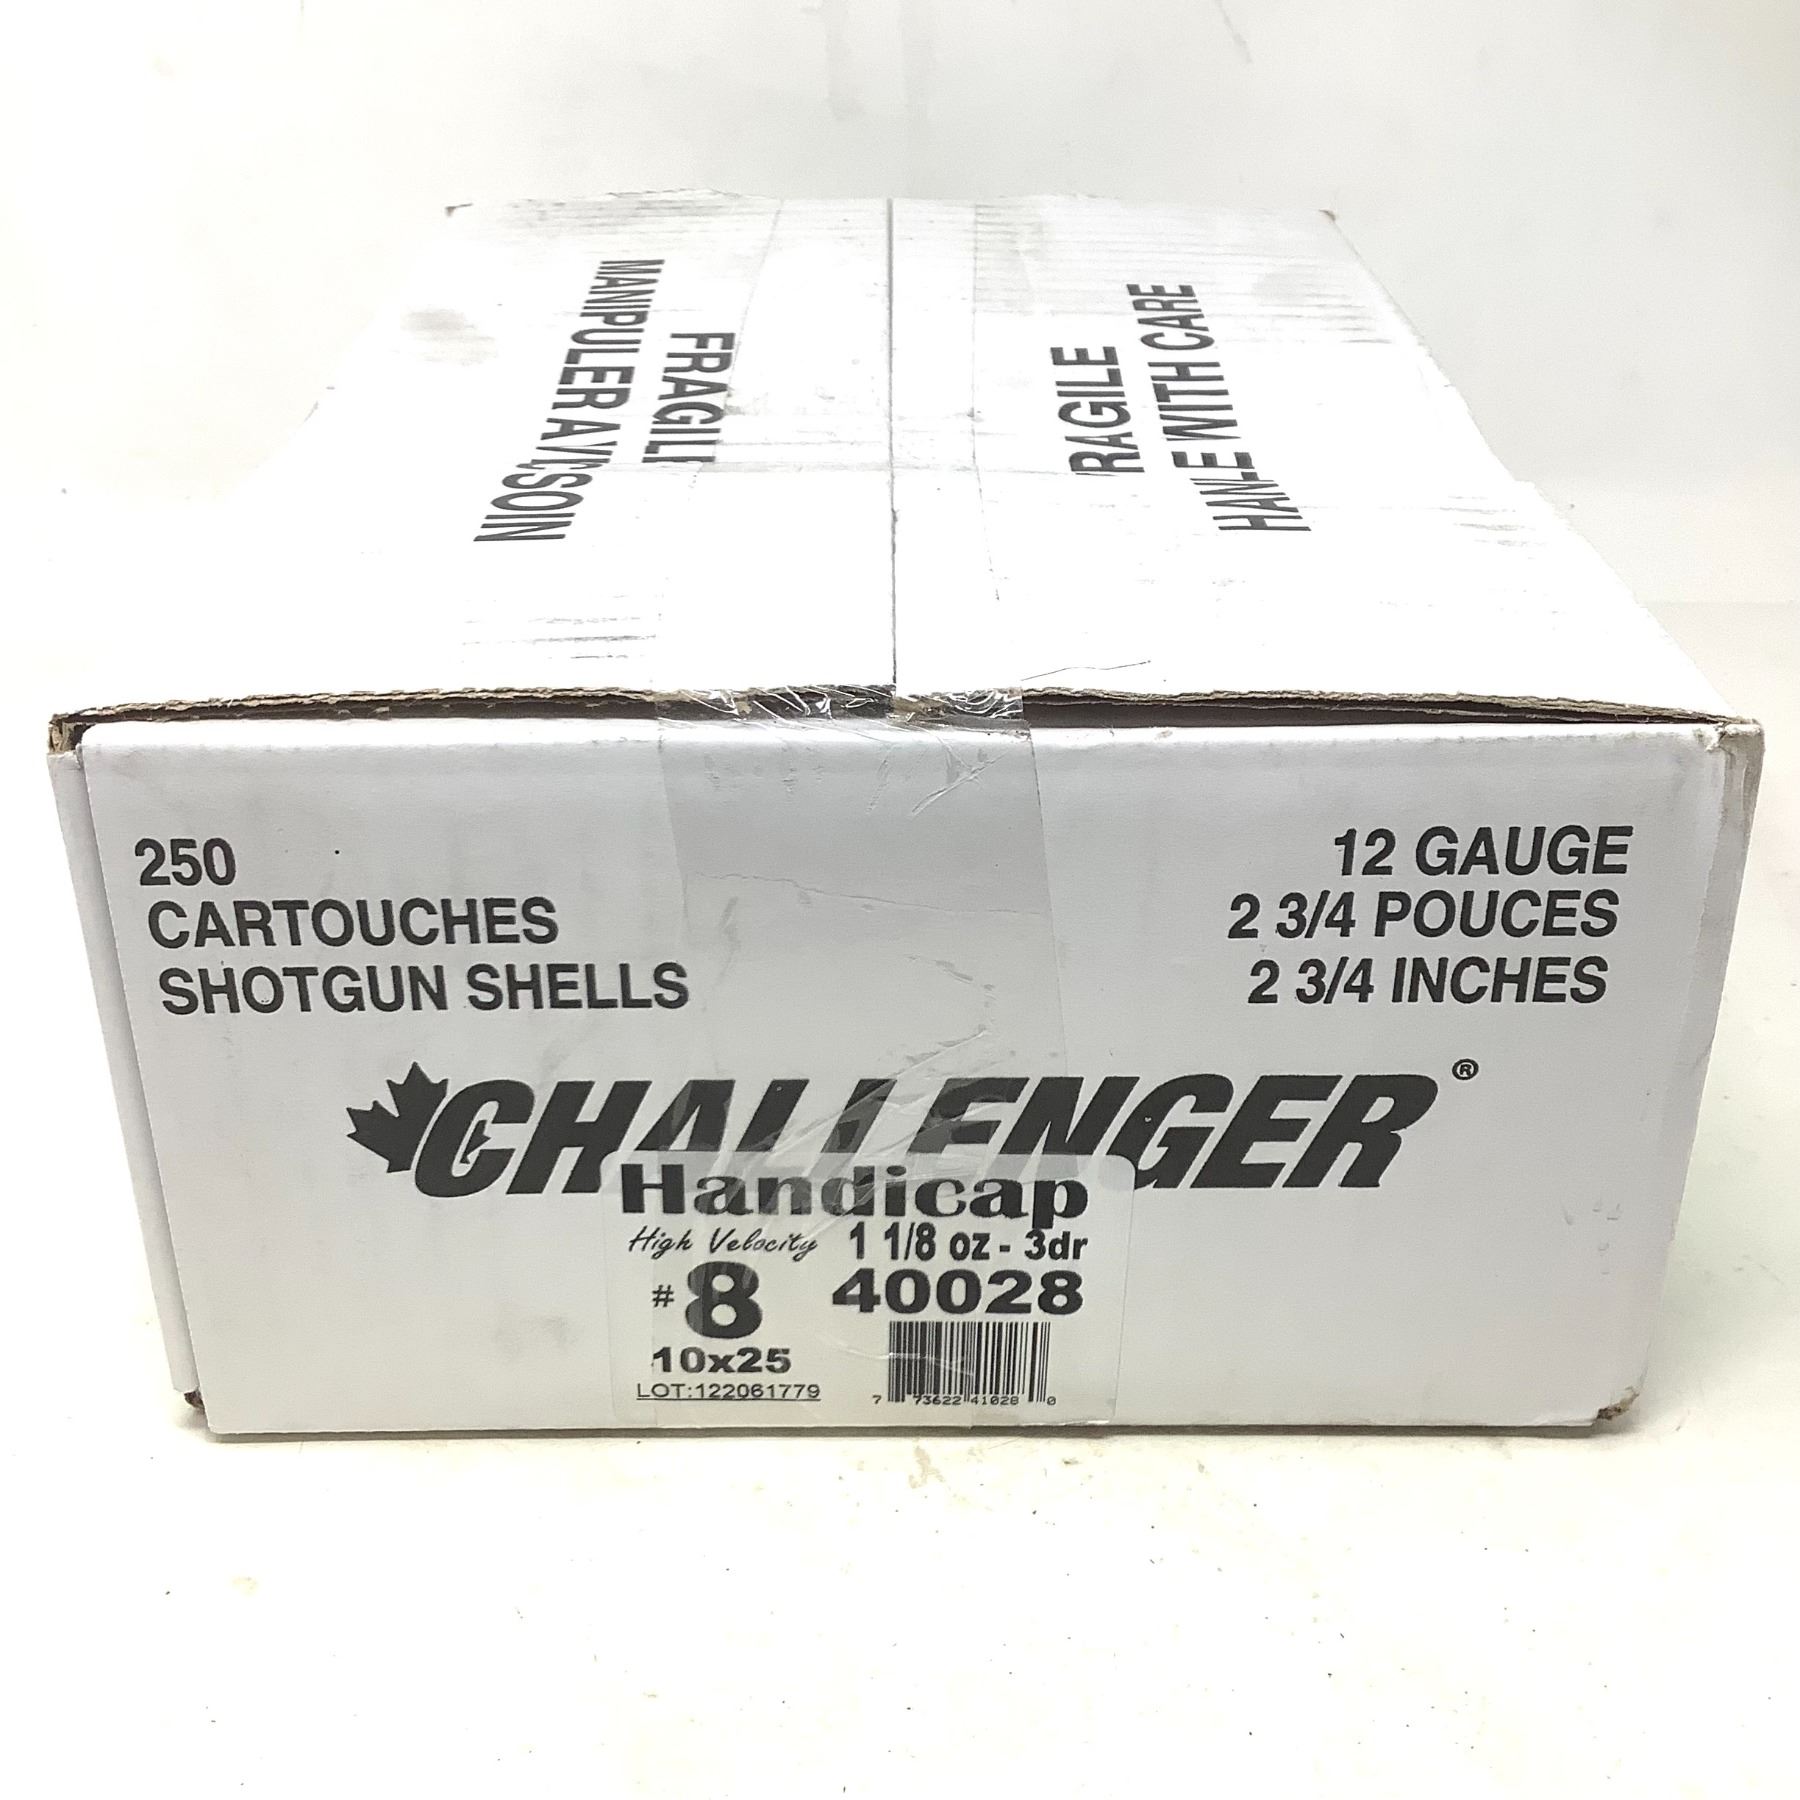 FRAGILE
MANIPULER AVEC SOIN
RAGILE
HANLE WITH CARE
250
CARTOUCHES
SHOTGUN SHELLS
12 GAUGE
2 3/4 POUCES
2 3/4 INCHES
CHALLENGER®
Handicap
High Velocity 1 1/8 oz - 3dr
#8 40028
10x25
LOT:122061779
7 73622 41028 0